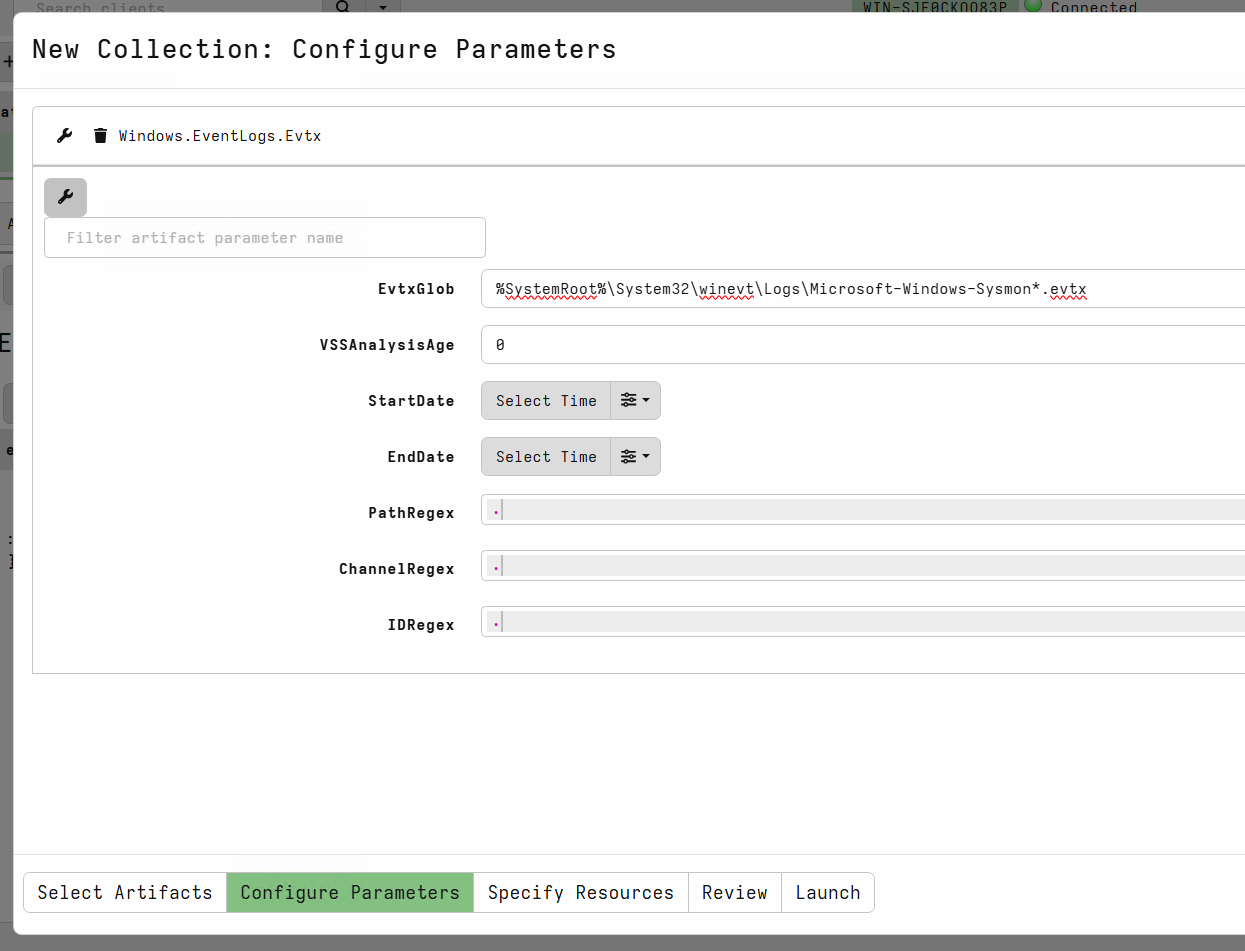 Search clients
WIN-SJE0CKQO83P Connected
New Collection: Configure Parameters
Windows.EventLogs.Evtx
Filter artifact parameter name
EvtxGlob %SystemRoot%\System32\winevt\Logs\Microsoft-Windows-Sysmon*.evtx
VSSAnalysisAge 0
StartDate Select Time
EndDate Select Time
PathRegex .
ChannelRegex .
IDRegex .
Select Artifacts Configure Parameters Specify Resources Review Launch